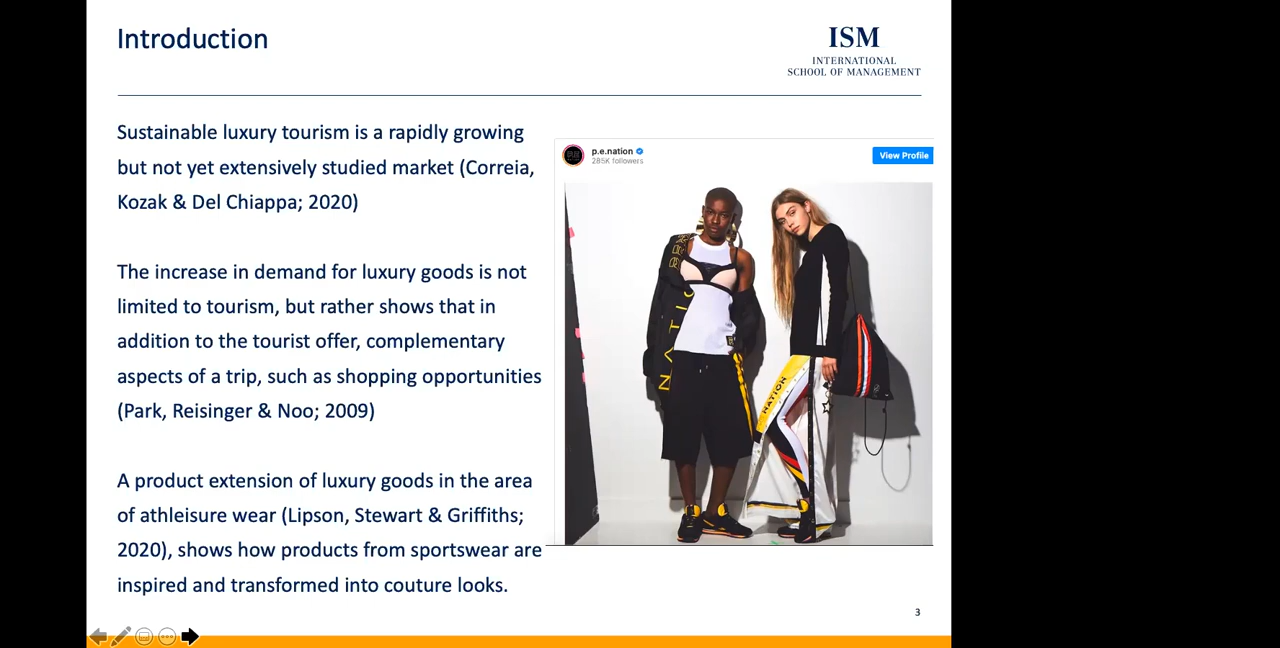 Introduction
ISM
INTERNATIONAL
SCHOOL OF MANAGEMENT
Sustainable luxury tourism is a rapidly growing
but not yet extensively studied market (Correia,
Kozak & Del Chiappa; 2020)
The increase in demand for luxury goods is not
limited to tourism, but rather shows that in
addition to the tourist offer, complementary
aspects of a trip, such as shopping opportunities
(Park, Reisinger & Noo; 2009)
A product extension of luxury goods in the area
of athleisure wear (Lipson, Stewart & Griffiths;
2020), shows how products from sportswear are
inspired and transformed into couture looks.
p.e.nation
285K followers
View Profile
NATIO
NATION
3